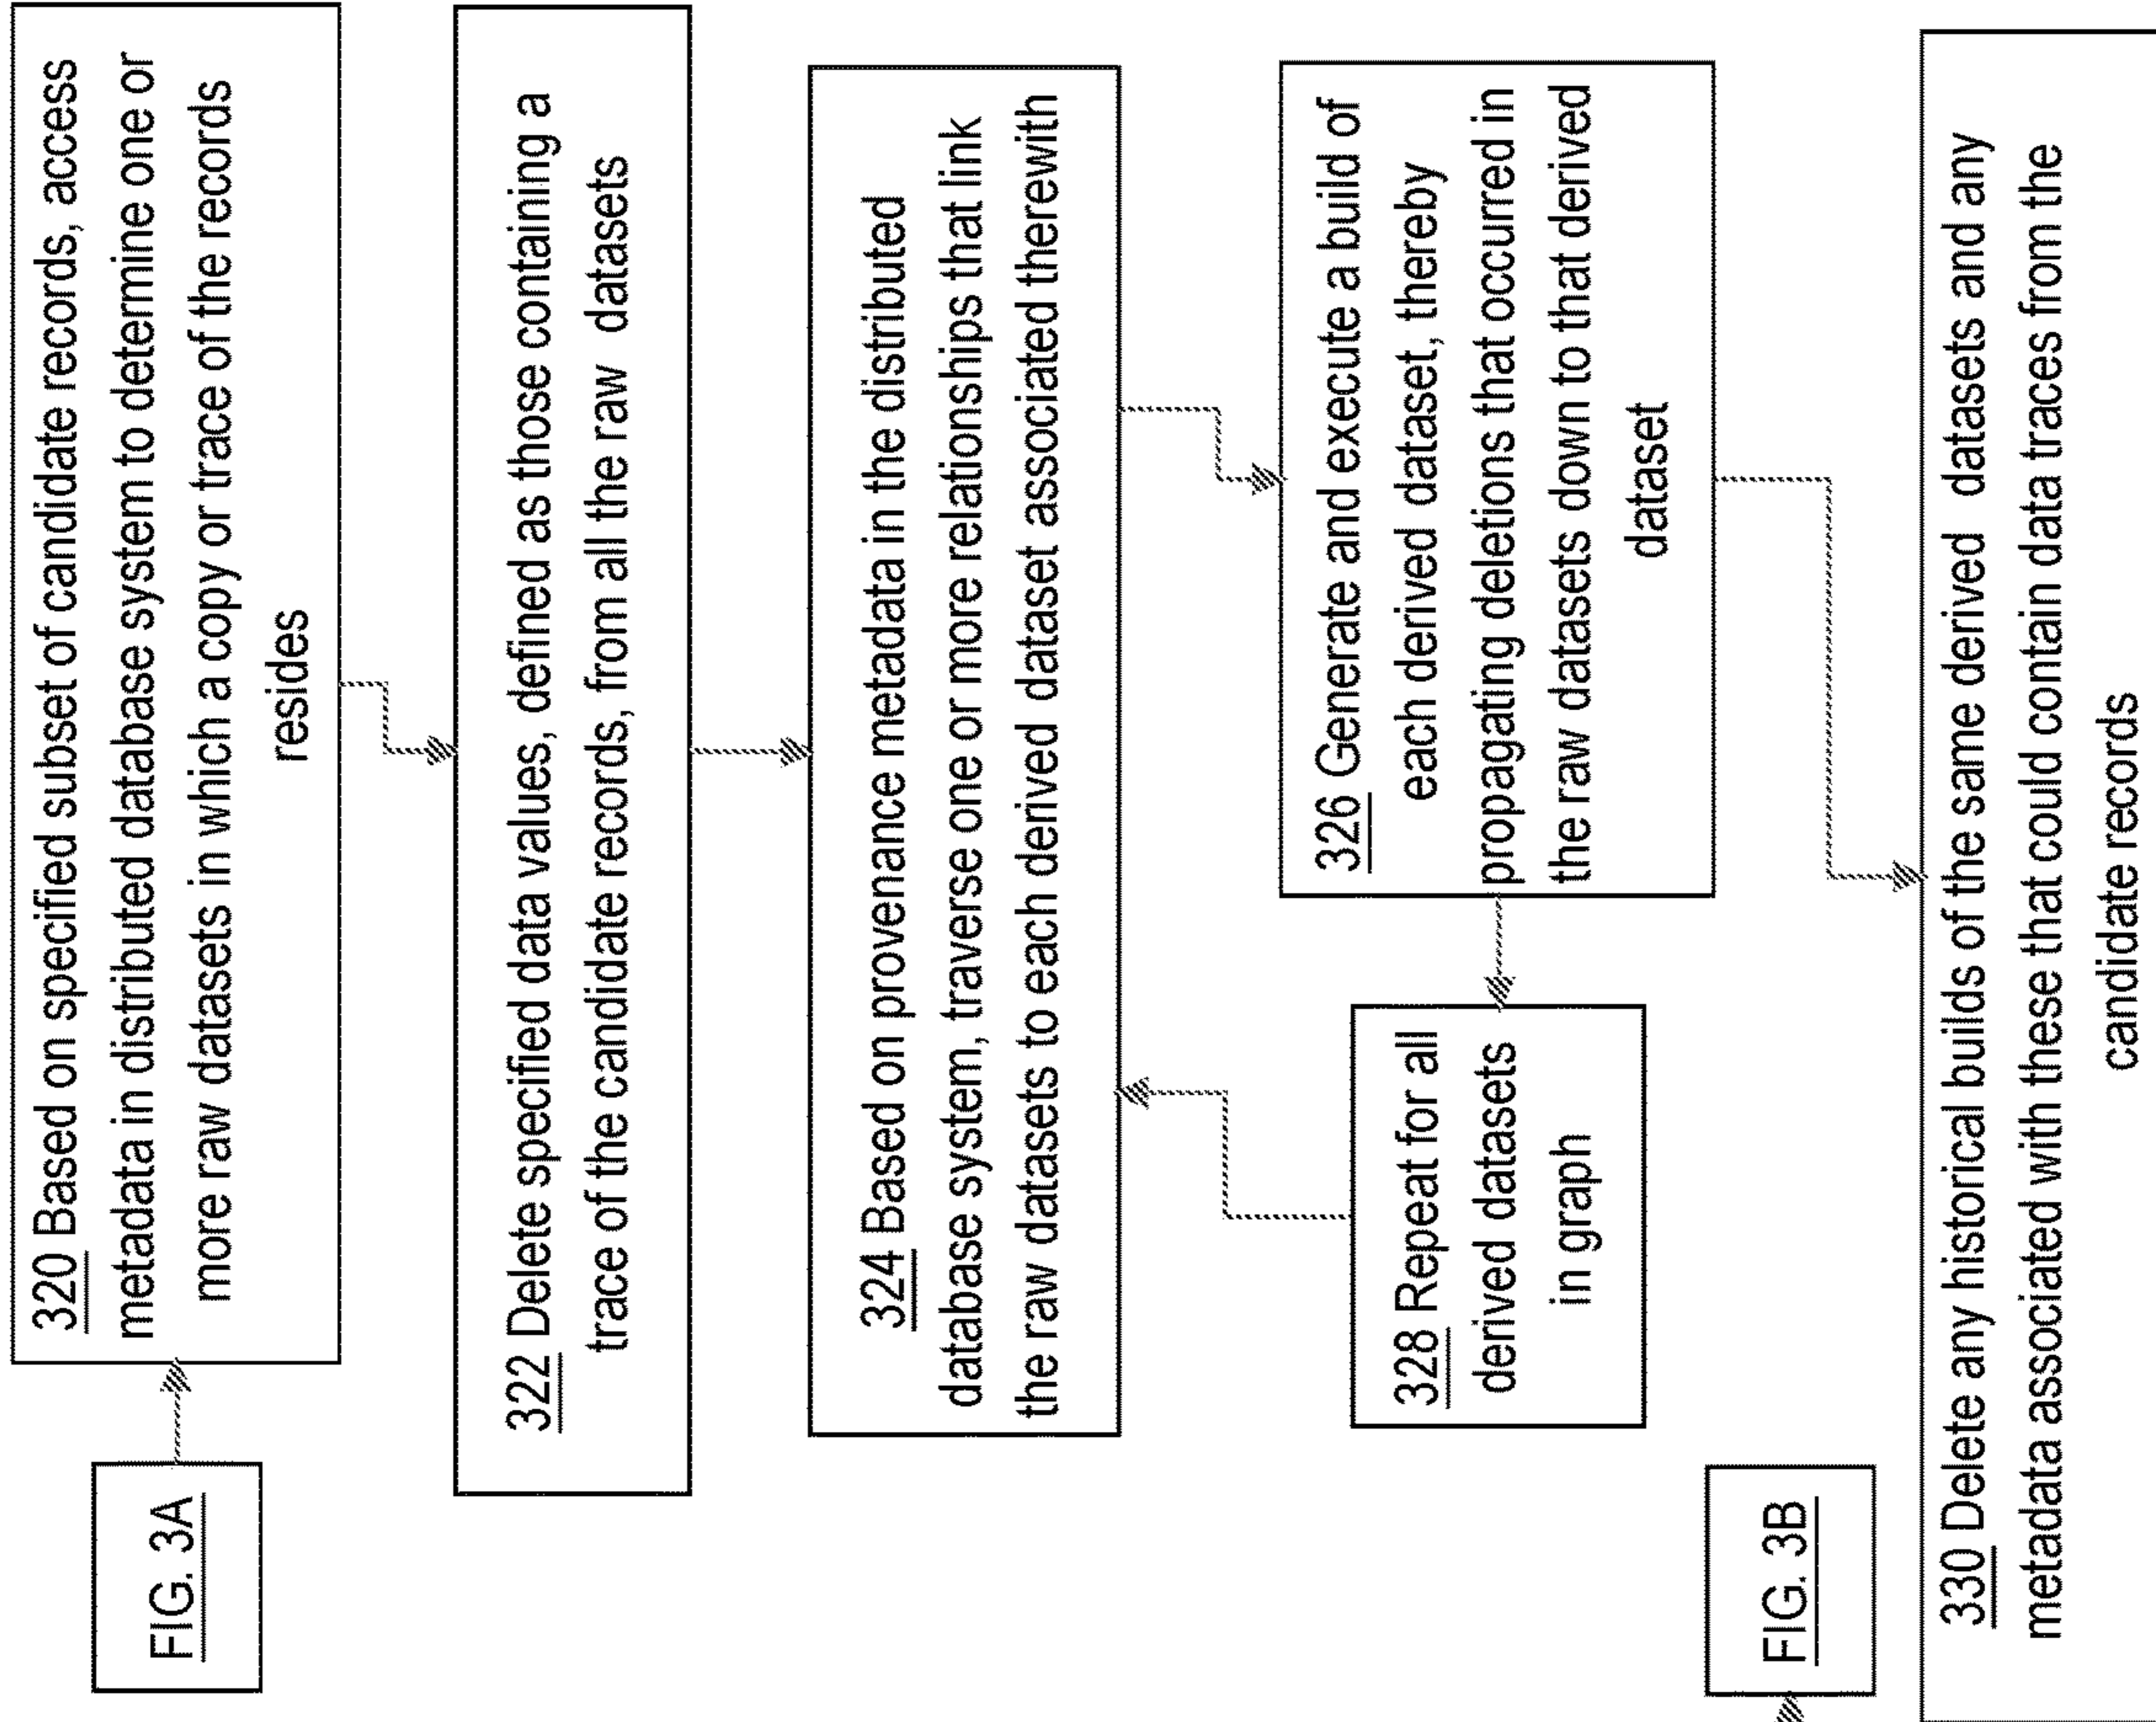 FIG. 3A
320 Based on specified subset of candidate records, access
metadata in distributed database system to determine one or
more raw datasets in which a copy or trace of the records
resides
322 Delete specified data values, defined as those containing a
trace of the candidate records, from all the raw datasets
324 Based on provenance metadata in the distributed
database system, traverse one or more relationships that link
the raw datasets to each derived dataset associated therewith
326 Generate and execute a build of
each derived dataset, thereby
propagating deletions that occurred in
the raw datasets down to that derived
dataset
328 Repeat for all
derived datasets
in graph
FIG. 3B
330 Delete any historical builds of the same derived datasets and any
metadata associated with these that could contain data traces from the
candidate records